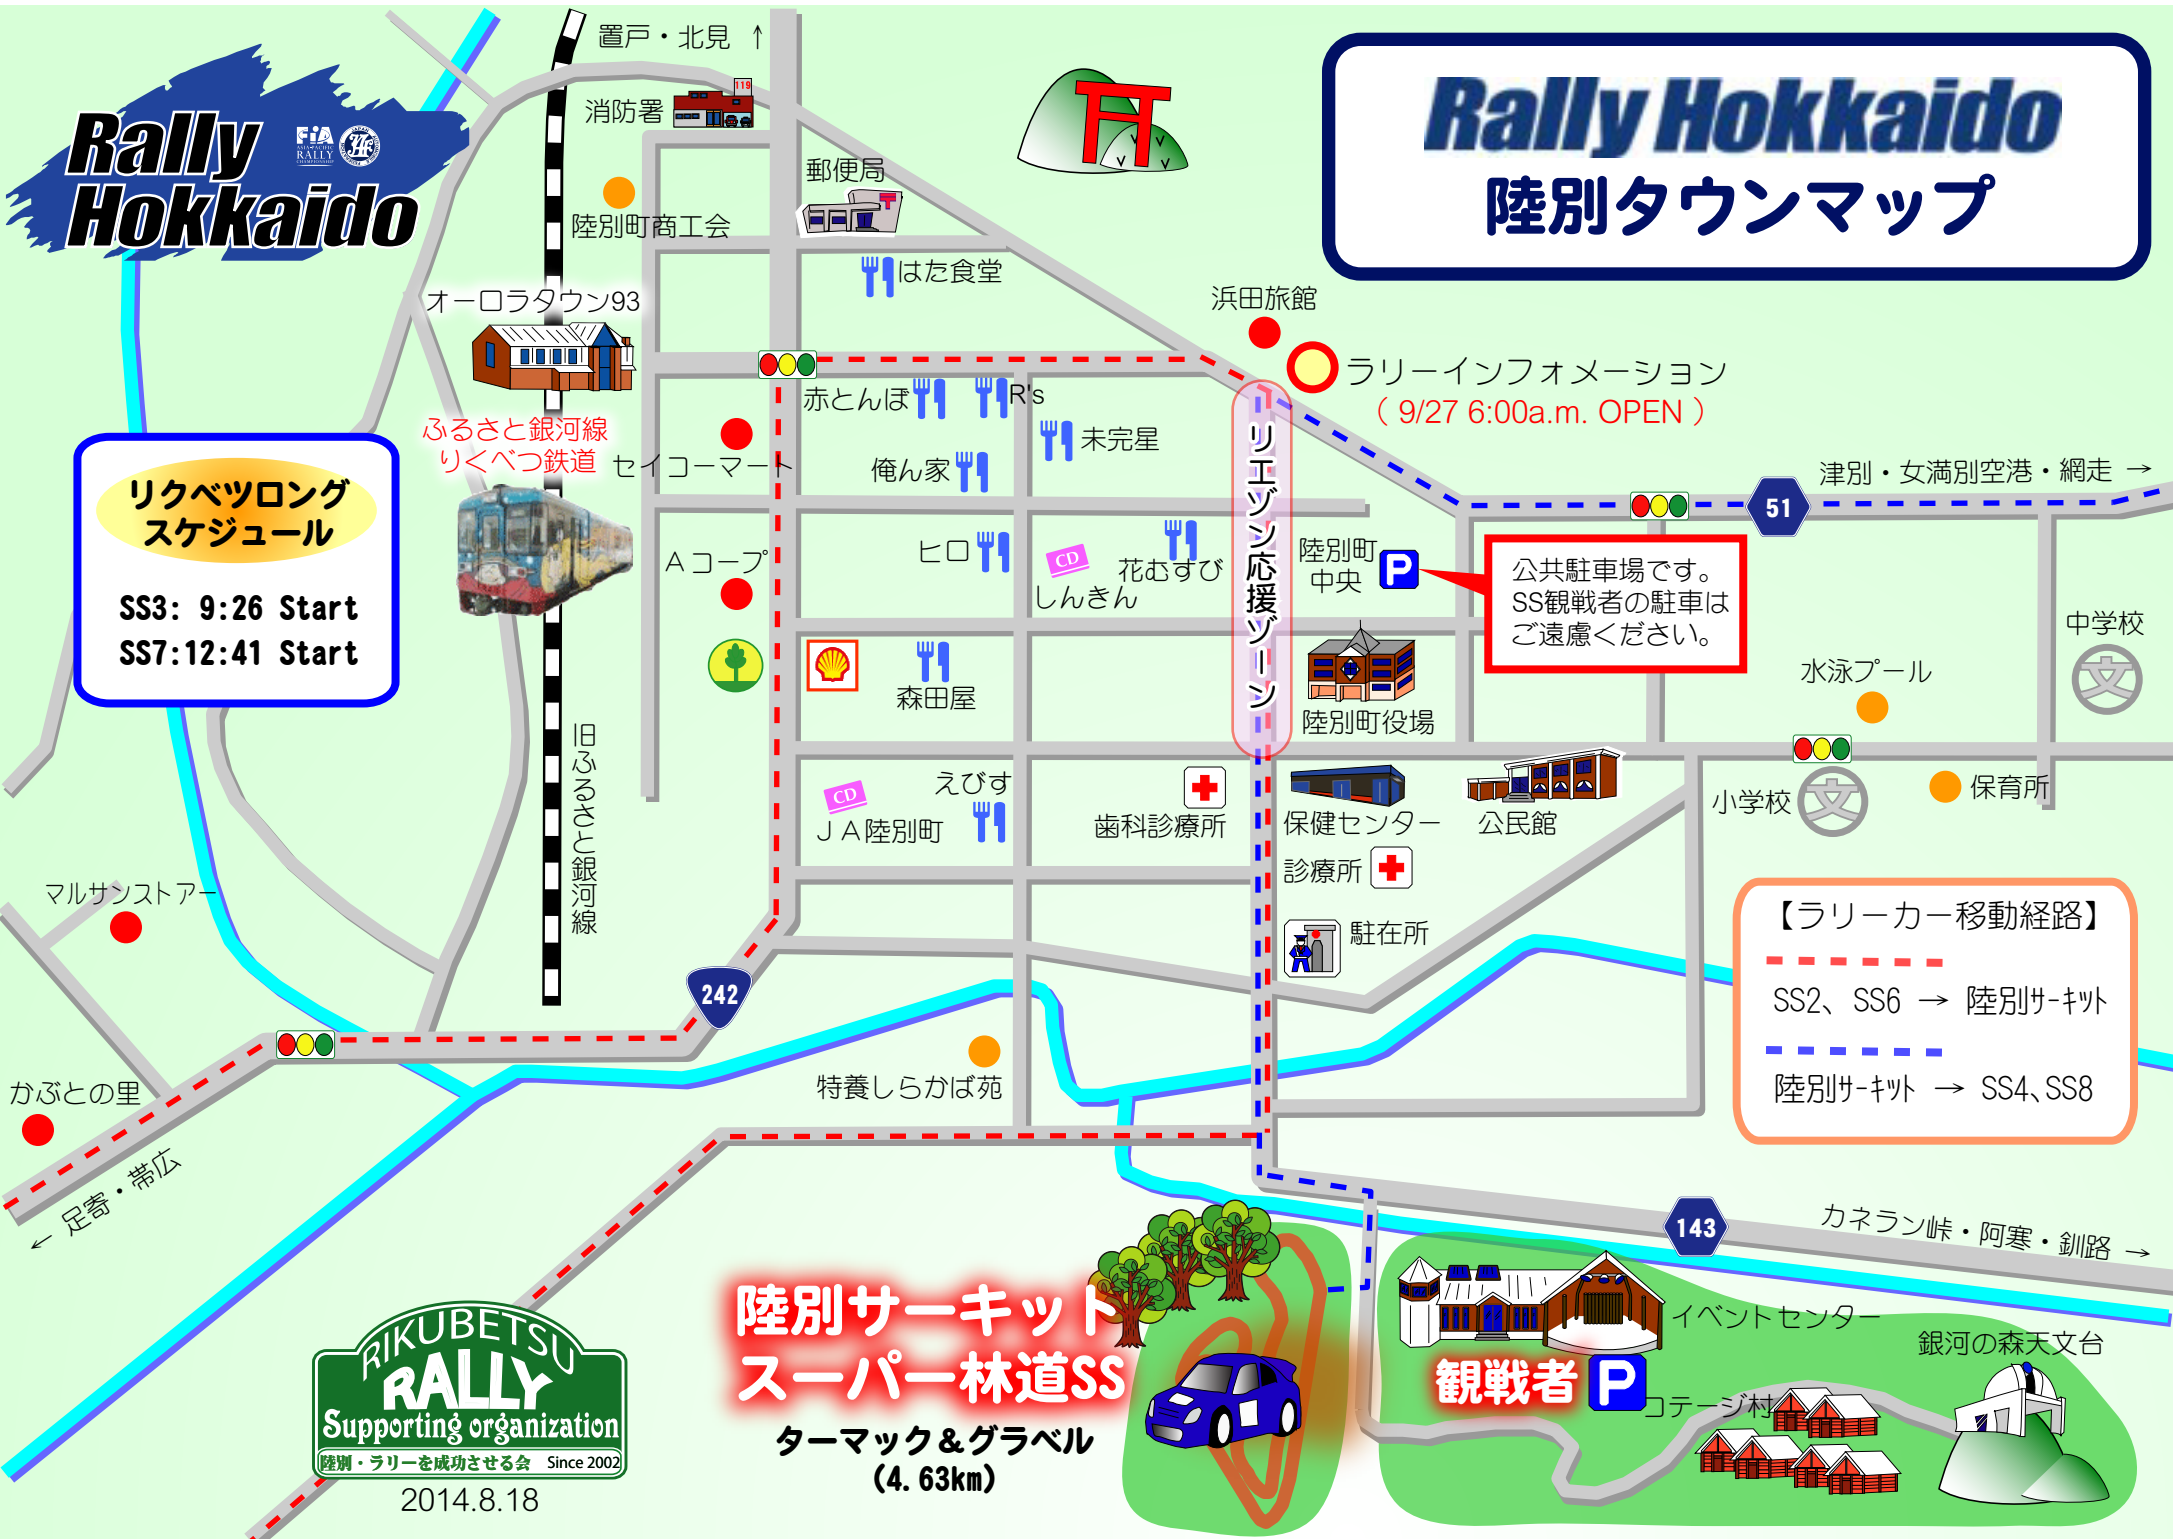 置戸・北見 ↑
Rally
Hokkaido
FiA
ASIA-PACIFIC
RALLY
CHAMPIONSHIP
Rally Hokkaido
陸別タウンマップ
消防署
119
郵便局
陸別町商工会
はた食堂
オーロラタウン93
浜田旅館
ラリーインフォメーション
( 9/27 6:00a.m. OPEN )
赤とんぼ
R's
未完星
俺ん家
ふるさと銀河線
りくべつ鉄道
セイコーマート
リエゾン応援ゾーン
津別・女満別空港・網走 →
51
リクベツロング
スケジュール
SS3: 9:26 Start
SS7:12:41 Start
Aコープ
ヒロ
CD
しんきん
花むすび
陸別町
中央
P
公共駐車場です。
SS観戦者の駐車は
ご遠慮ください。
中学校
文
水泳プール
森田屋
陸別町役場
旧ふるさと銀河線
CD
JA陸別町
えびす
歯科診療所
保健センター
公民館
小学校
文
保育所
診療所
駐在所
マルサンストアー
242
【ラリーカー移動経路】
SS2、SS6 → 陸別サーキット
陸別サーキット → SS4、SS8
かぶとの里
特養しらかば苑
← 足寄・帯広
143
カネラン峠・阿寒・釧路 →
陸別サーキット
スーパー林道SS
ターマック＆グラベル
(4.63km)
イベントセンター
観戦者 P
コテージ村
銀河の森天文台
RIKUBETSU
RALLY
Supporting organization
陸別・ラリーを成功させる会 Since 2002
2014.8.18